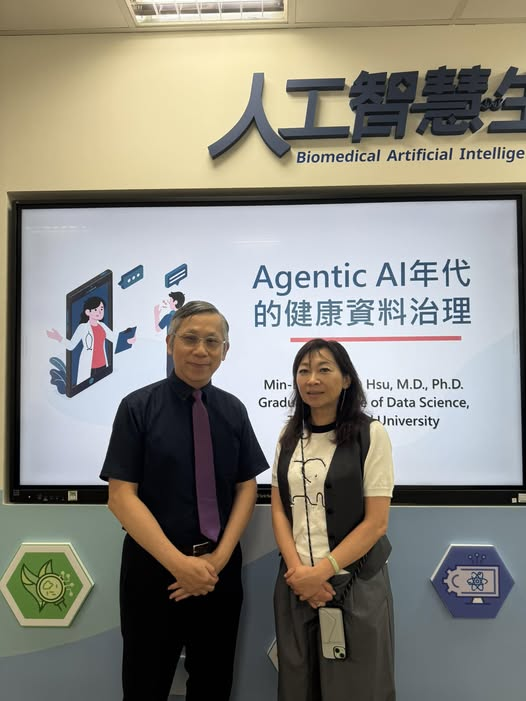 人工智慧生
Biomedical Artificial Intellige
Agentic AI年代
的健康資料治理
Min- Hsu, M.D., Ph.D.
Gradu of Data Science,
University